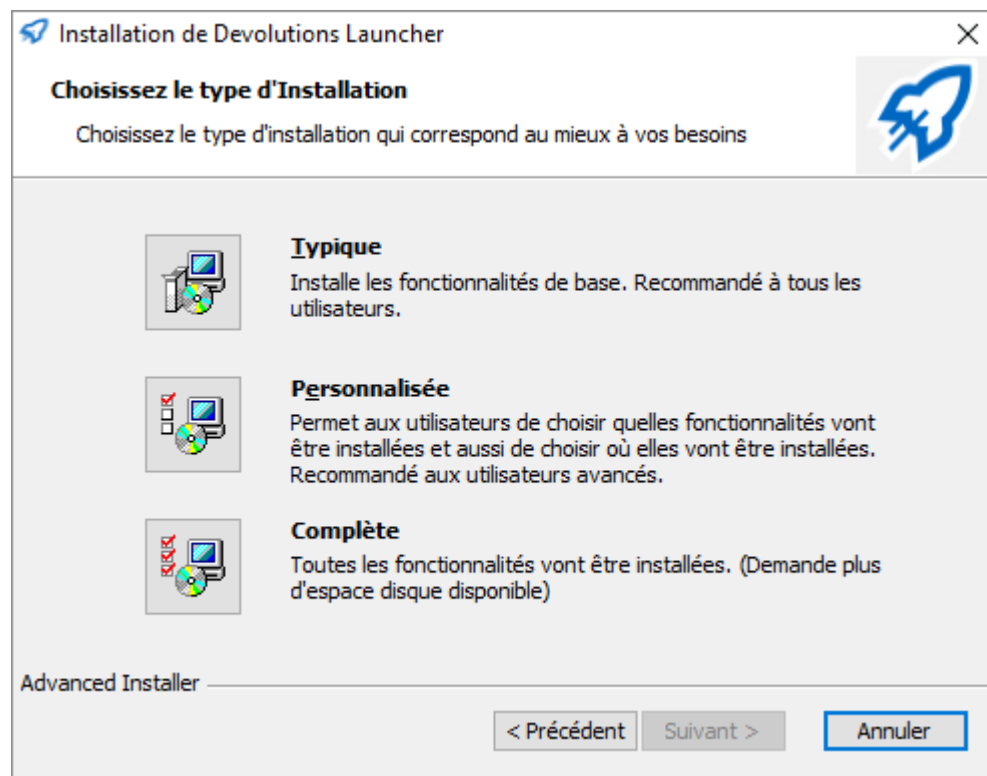 Installation de Devolutions Launcher
Choisissez le type d'Installation
Choisissez le type d'installation qui correspond au mieux à vos besoins
Typique
Installe les fonctionnalités de base. Recommandé à tous les
utilisateurs.
Personnalisée
Permet aux utilisateurs de choisir quelles fonctionnalités vont
être installées et aussi de choisir où elles vont être installées.
Recommandé aux utilisateurs avancés.
Complète
Toutes les fonctionnalités vont être installées. (Demande plus
d'espace disque disponible)
Advanced Installer
< Précédent Suivant > Annuler